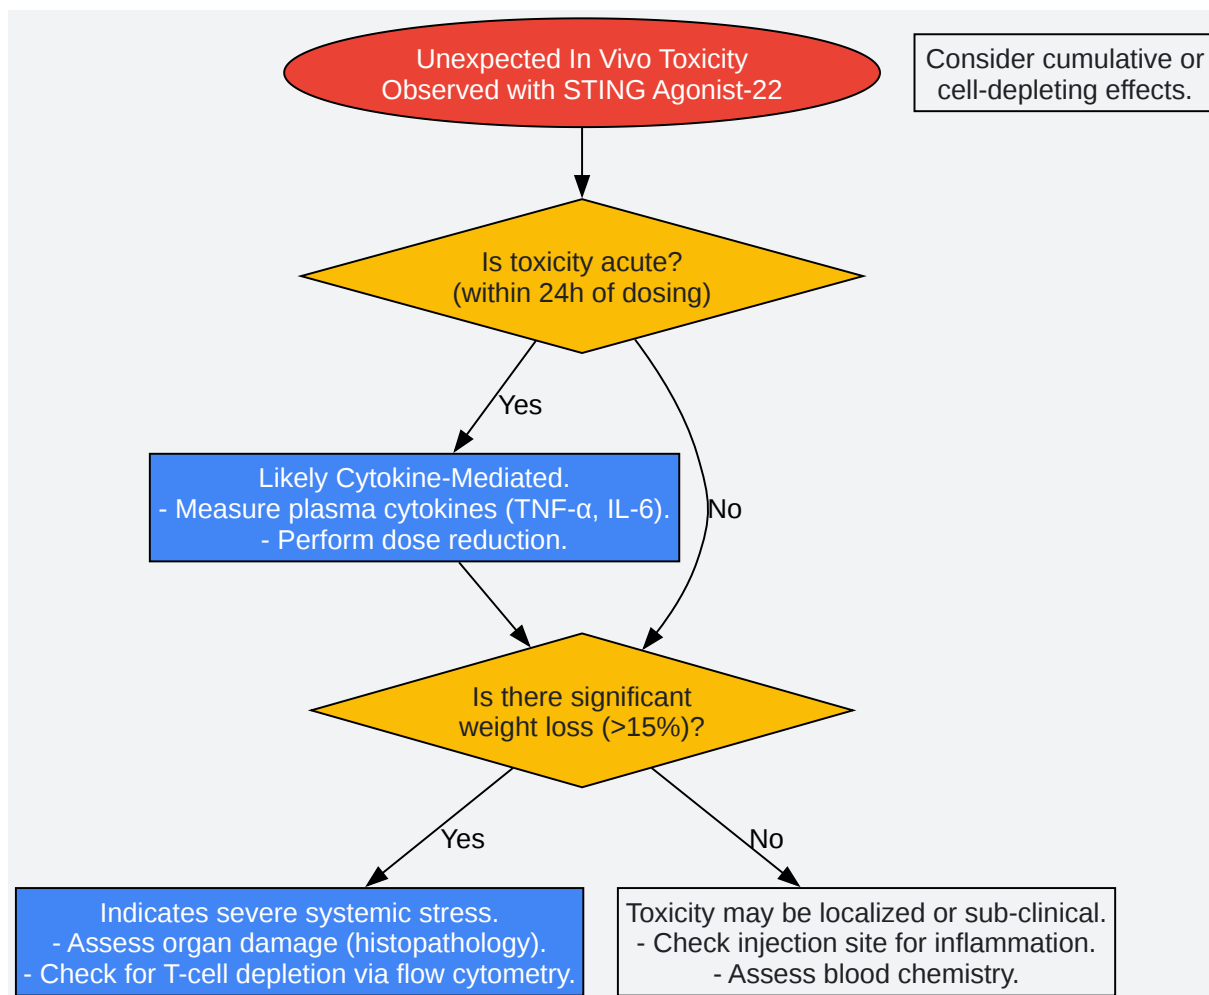 Unexpected In Vivo Toxicity
Observed with STING Agonist-22
Consider cumulative or
cell-depleting effects.
Is toxicity acute?
(within 24h of dosing)
Yes
No
Likely Cytokine-Mediated.
- Measure plasma cytokines (TNF-α, IL-6).
- Perform dose reduction.
Is there significant
weight loss (>15%)?
Yes
No
Indicates severe systemic stress.
- Assess organ damage (histopathology).
- Check for T-cell depletion via flow cytometry.
Toxicity may be localized or sub-clinical.
- Check injection site for inflammation.
- Assess blood chemistry.